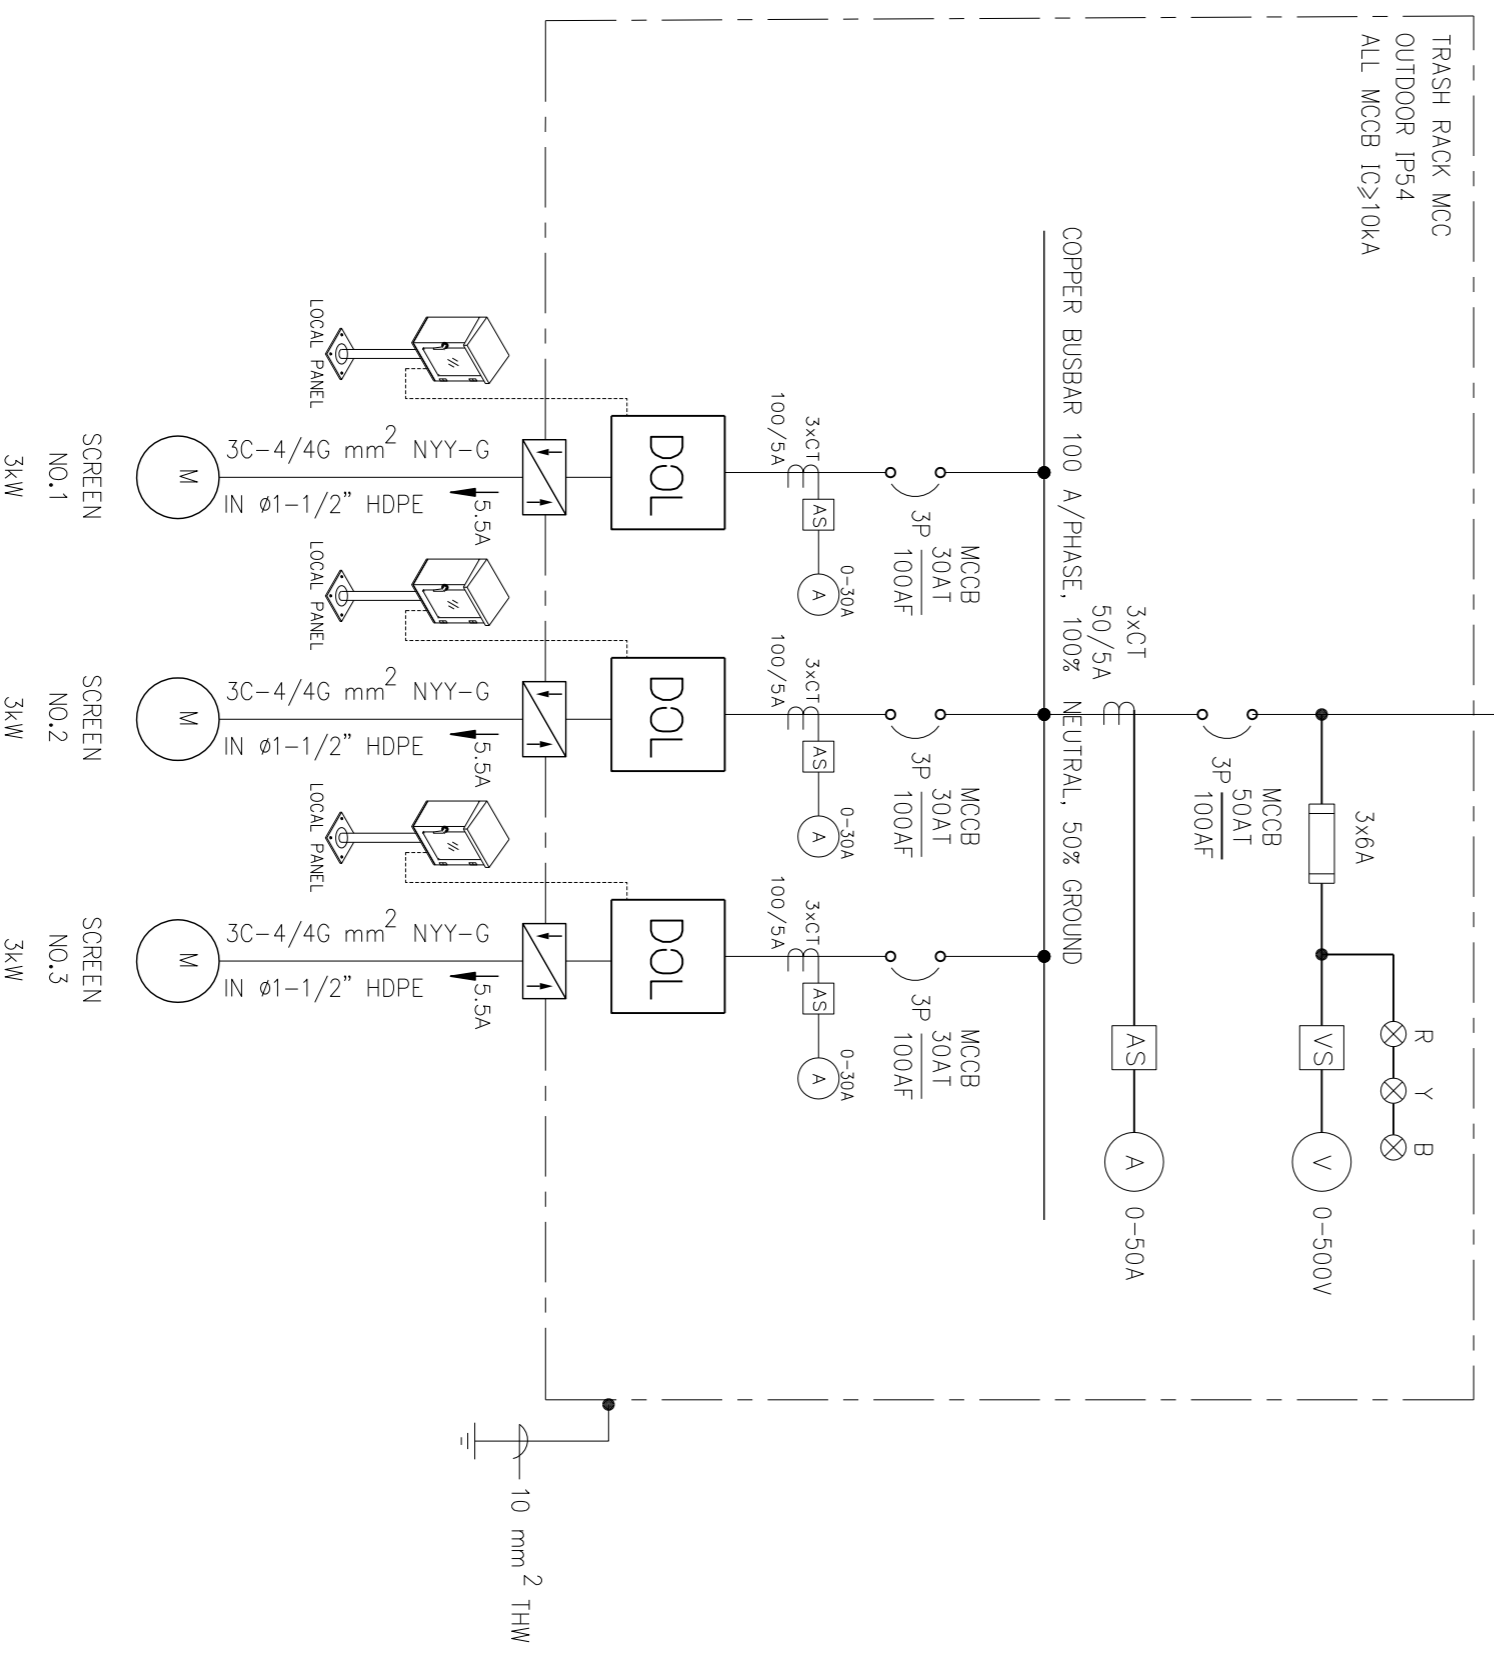 TRASH RACK MCC
OUTDOOR IP54
ALL MCCB IC≥10kA
R Y B
3x6A
VS
V
0-500V
MCCB
3P 50AT
100AF
3xCT
50/5A
AS
A
0-50A
COPPER BUSBAR 100 A/PHASE, 100% NEUTRAL, 50% GROUND
MCCB
3P 30AT
100AF
3xCT
100/5A
AS
A
0-30A
DOL
LOCAL PANEL
5.5A
3C-4/4G mm² NYY-G
IN ø1-1/2" HDPE
M
SCREEN
NO.1
3kW
MCCB
3P 30AT
100AF
3xCT
100/5A
AS
A
0-30A
DOL
LOCAL PANEL
5.5A
3C-4/4G mm² NYY-G
IN ø1-1/2" HDPE
M
SCREEN
NO.2
3kW
MCCB
3P 30AT
100AF
3xCT
100/5A
AS
A
0-30A
DOL
LOCAL PANEL
5.5A
3C-4/4G mm² NYY-G
IN ø1-1/2" HDPE
M
SCREEN
NO.3
3kW
10 mm² THW